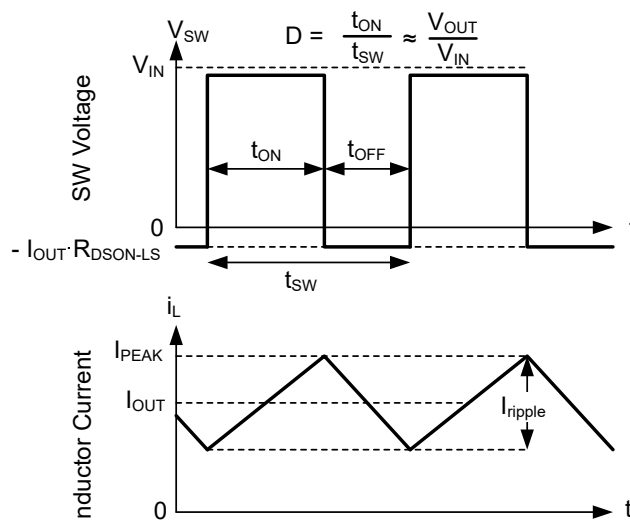 V_SW
D = t_ON / t_SW ≈ V_OUT / V_IN
V_IN
SW Voltage
t_ON
t_OFF
0
t
- I_OUT·R_DSON-LS
t_SW
i_L
I_PEAK
I_OUT
I_ripple
nductor Current
0
t